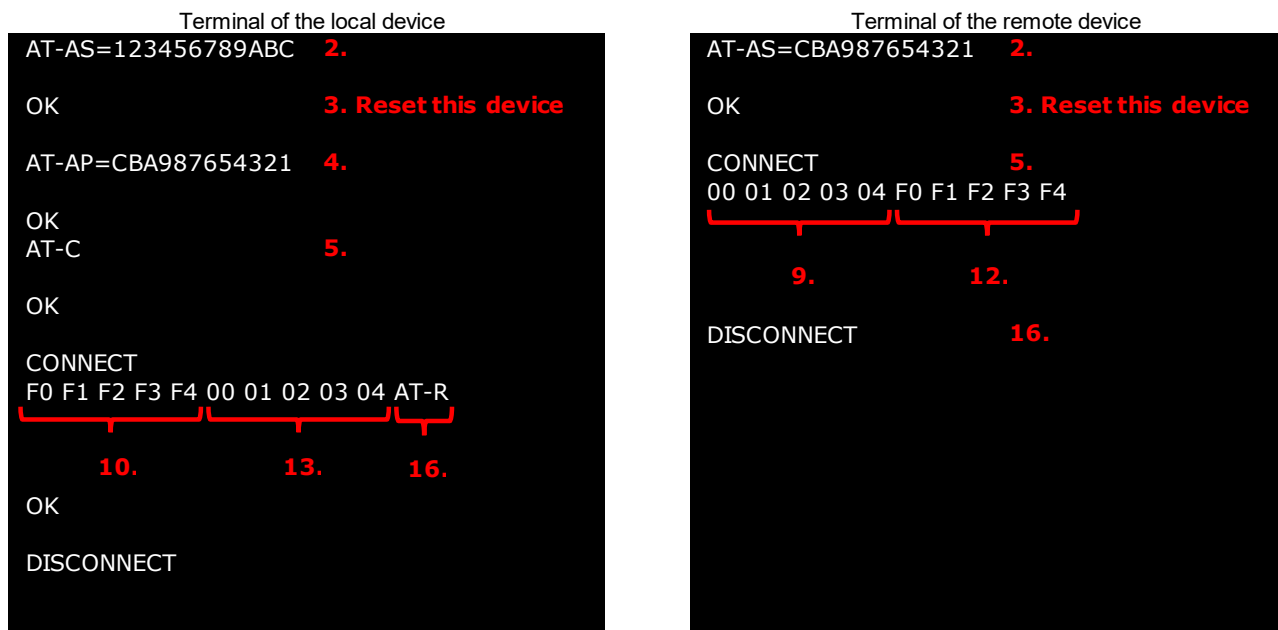 Terminal of the local device
AT-AS=123456789ABC 2.
OK 3. Reset this device
AT-AP=CBA987654321 4.
OK
AT-C 5.
OK
CONNECT
F0 F1 F2 F3 F4 00 01 02 03 04 AT-R
10. 13. 16.
OK
DISCONNECT
Terminal of the remote device
AT-AS=CBA987654321 2.
OK 3. Reset this device
CONNECT 5.
00 01 02 03 04 F0 F1 F2 F3 F4
9. 12.
DISCONNECT 16.